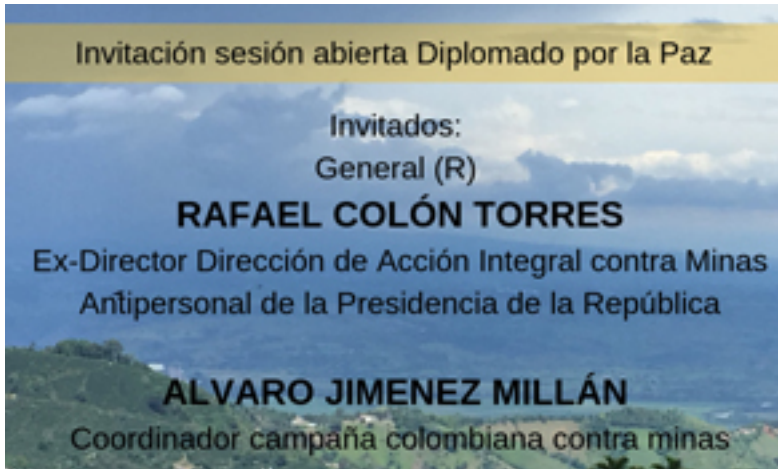 Invitación sesión abierta Diplomado por la Paz
Invitados:
General (R)
RAFAEL COLÓN TORRES
Ex-Director Dirección de Acción Integral contra Minas
Antipersonal de la Presidencia de la República
ALVARO JIMENEZ MILLÁN
Coordinador campaña colombiana contra minas